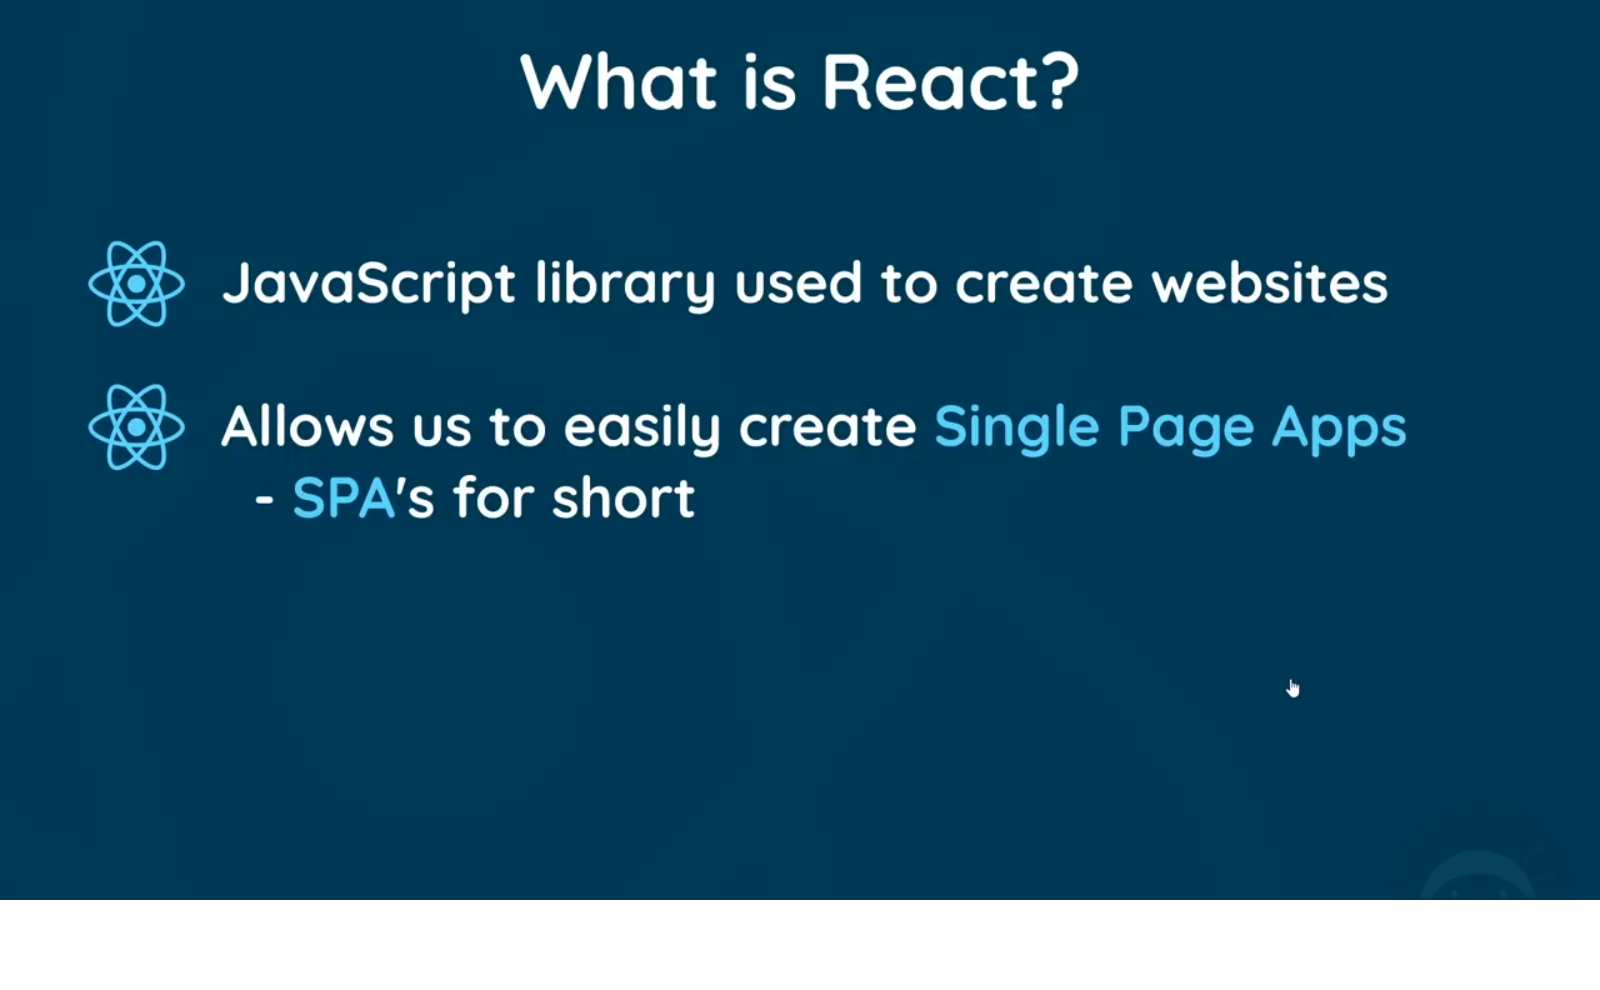 What is React?
JavaScript library used to create websites
Allows us to easily create Single Page Apps
- SPA's for short